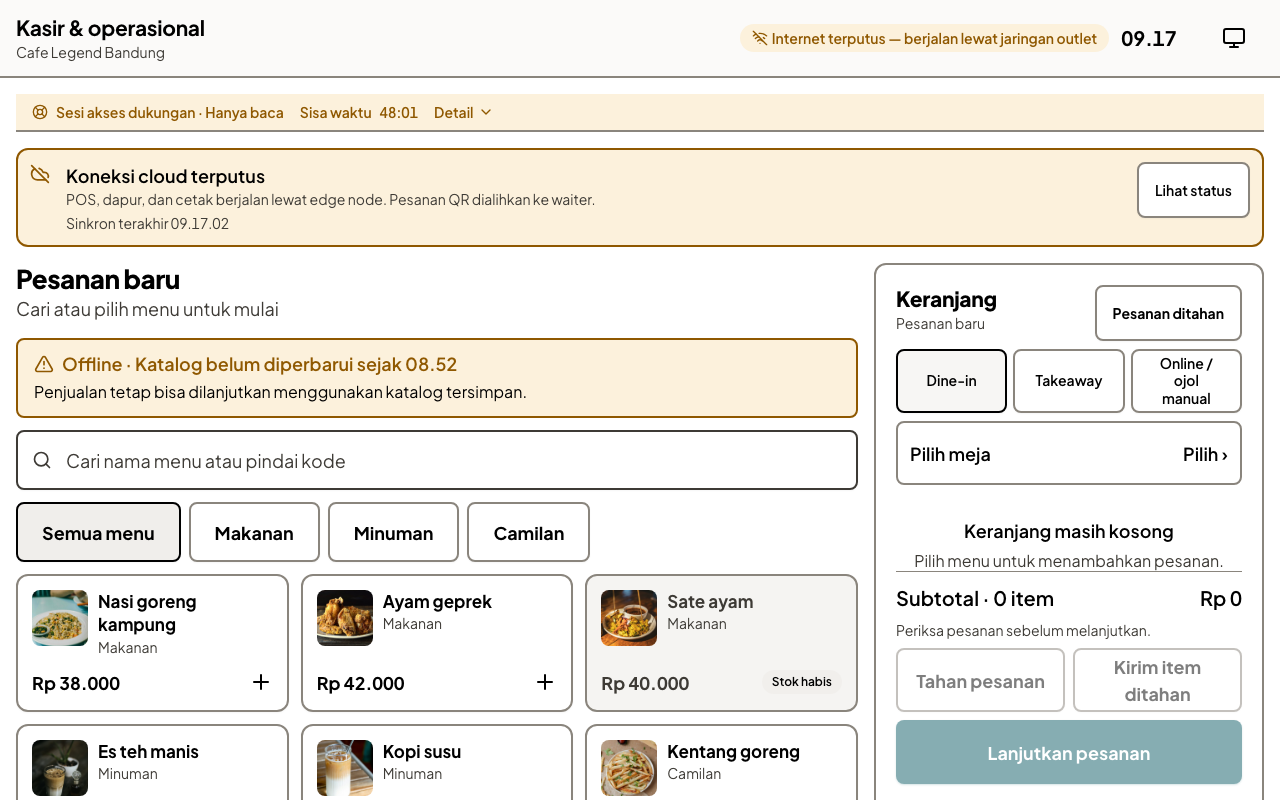 Kasir & operasional
Cafe Legend Bandung
Internet terputus — berjalan lewat jaringan outlet
09.17
Sesi akses dukungan · Hanya baca Sisa waktu 48:01 Detail
Koneksi cloud terputus
POS, dapur, dan cetak berjalan lewat edge node. Pesanan QR dialihkan ke waiter.
Sinkron terakhir 09.17.02
Lihat status
Pesanan baru
Cari atau pilih menu untuk mulai
Offline · Katalog belum diperbarui sejak 08.52
Penjualan tetap bisa dilanjutkan menggunakan katalog tersimpan.
Cari nama menu atau pindai kode
Semua menu
Makanan
Minuman
Camilan
Nasi goreng
kampung
Makanan
Rp 38.000
Ayam geprek
Makanan
Rp 42.000
Sate ayam
Makanan
Rp 40.000
Stok habis
Es teh manis
Minuman
Kopi susu
Minuman
Kentang goreng
Camilan
Keranjang
Pesanan baru
Pesanan ditahan
Dine-in
Takeaway
Online /
ojol
manual
Pilih meja
Pilih ›
Keranjang masih kosong
Pilih menu untuk menambahkan pesanan.
Subtotal · 0 item
Rp 0
Periksa pesanan sebelum melanjutkan.
Tahan pesanan
Kirim item
ditahan
Lanjutkan pesanan